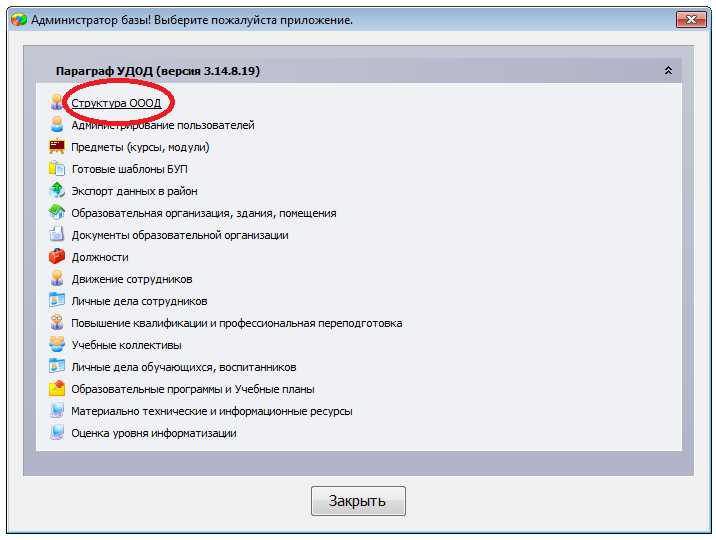 Администратор базы! Выберите пожалуйста приложение.
Параграф УДОД (версия 3.14.8.19)
Структура ОООД
Администрирование пользователей
Предметы (курсы, модули)
Готовые шаблоны БУП
Экспорт данных в район
Образовательная организация, здания, помещения
Документы образовательной организации
Должности
Движение сотрудников
Личные дела сотрудников
Повышение квалификации и профессиональная переподготовка
Учебные коллективы
Личные дела обучающихся, воспитанников
Образовательные программы и Учебные планы
Материально технические и информационные ресурсы
Оценка уровня информатизации
Закрыть